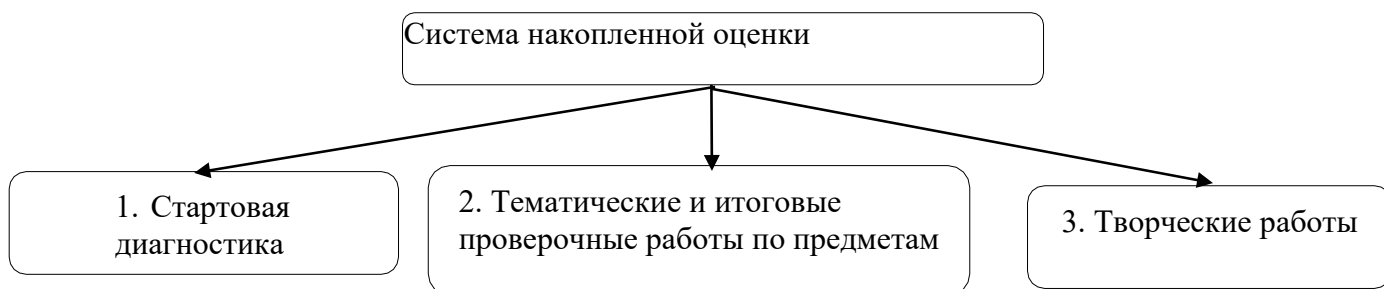 Система накопленной оценки
1. Стартовая
диагностика
2. Тематические и итоговые
проверочные работы по предметам
3. Творческие работы